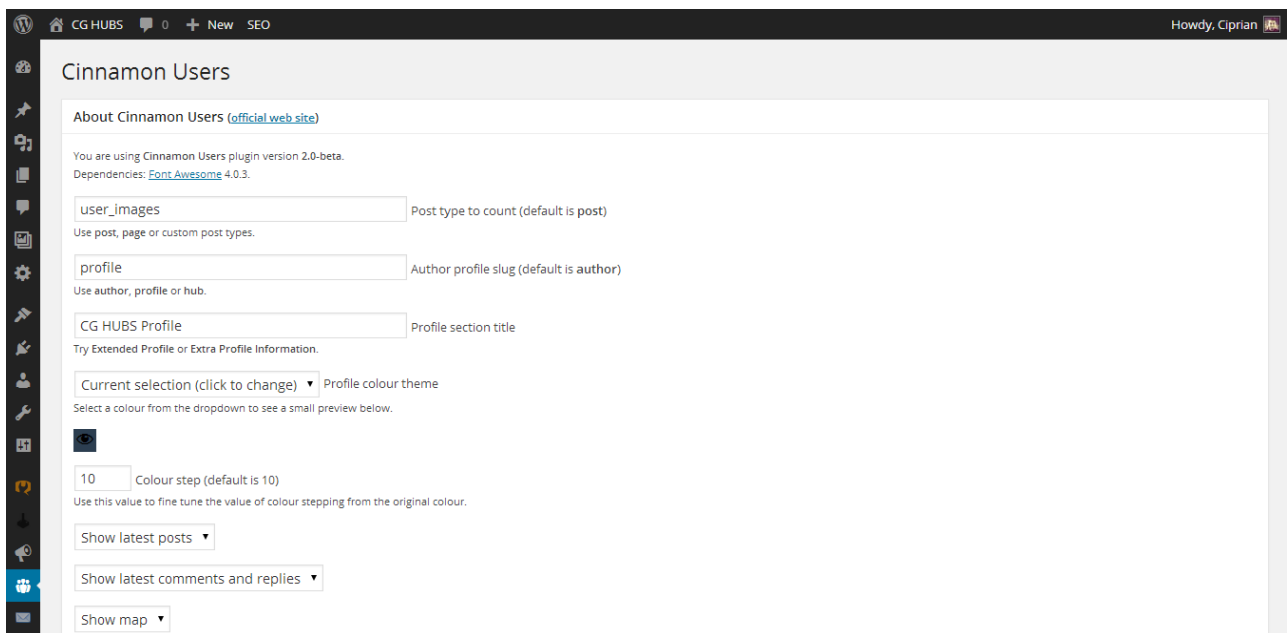 CG HUBS 0 + New SEO Howdy, Ciprian
Cinnamon Users
About Cinnamon Users (official web site)
You are using Cinnamon Users plugin version 2.0-beta.
Dependencies: Font Awesome 4.0.3.
user_images Post type to count (default is post)
Use post, page or custom post types.
profile Author profile slug (default is author)
Use author, profile or hub.
CG HUBS Profile Profile section title
Try Extended Profile or Extra Profile Information.
Current selection (click to change) Profile colour theme
Select a colour from the dropdown to see a small preview below.
10 Colour step (default is 10)
Use this value to fine tune the value of colour stepping from the original colour.
Show latest posts
Show latest comments and replies
Show map